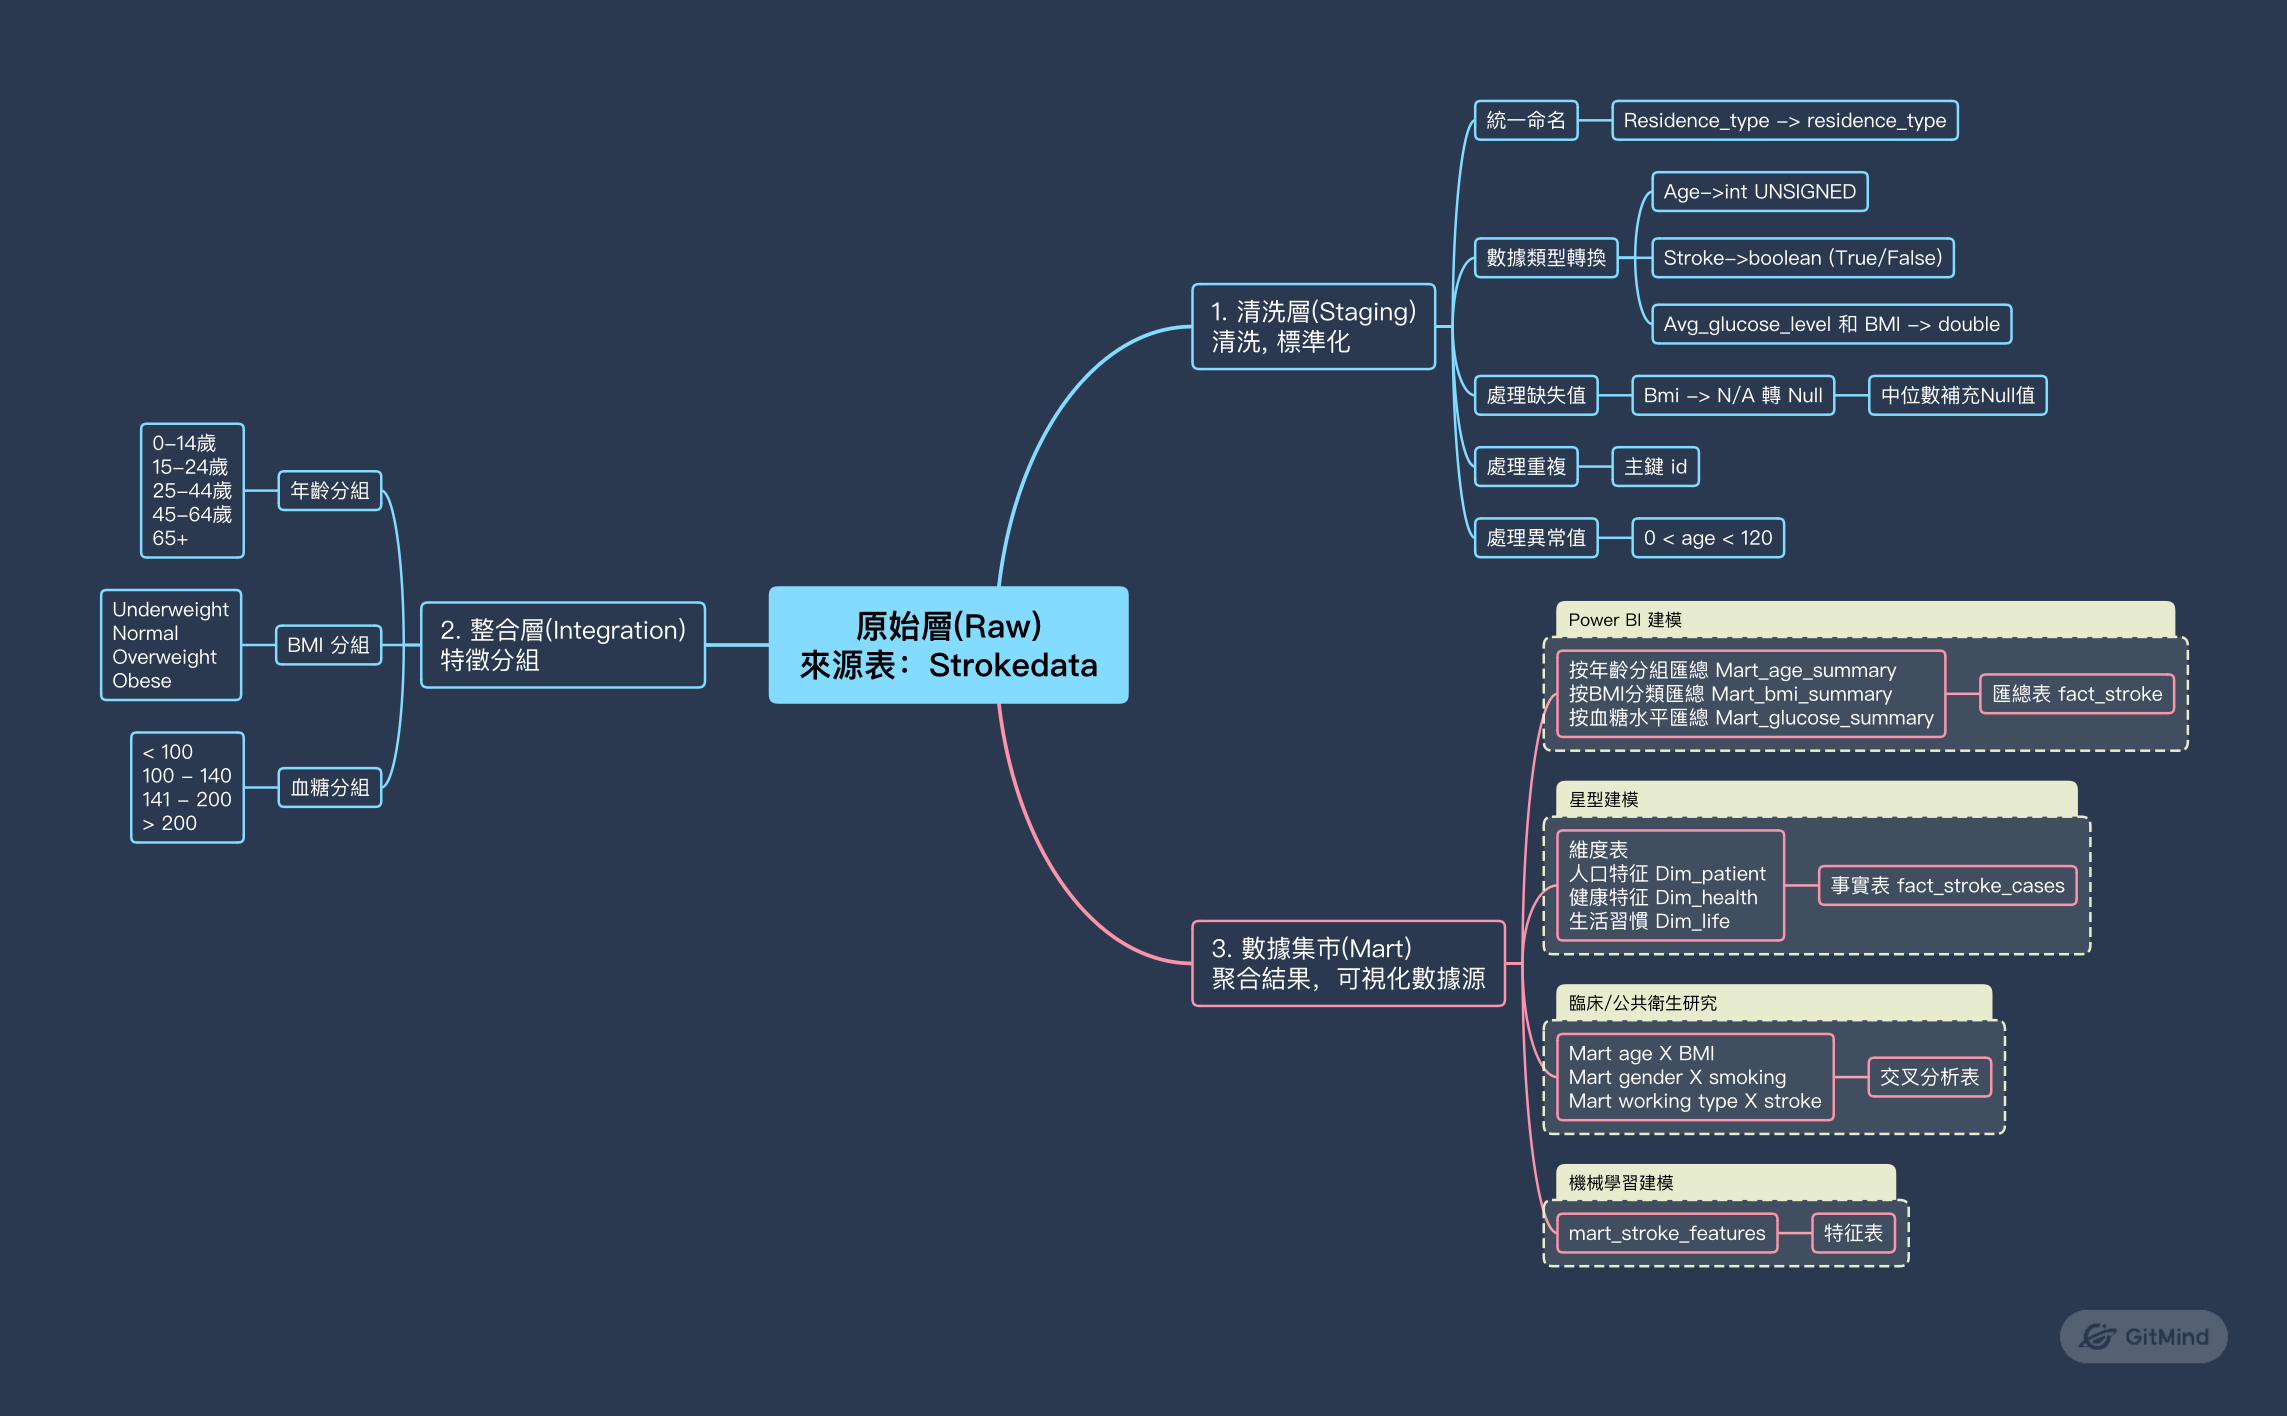 原始層(Raw)
來源表：Strokedata
1. 清洗層(Staging)
清洗, 標準化
統一命名
Residence_type –> residence_type
數據類型轉換
Age–>int UNSIGNED
Stroke–>boolean (True/False)
Avg_glucose_level 和 BMI –> double
處理缺失值
Bmi –> N/A 轉 Null
中位數補充Null值
處理重複
主鍵 id
處理異常值
0 < age < 120
2. 整合層(Integration)
特徵分組
年齡分組
0–14歲
15–24歲
25–44歲
45–64歲
65+
BMI 分組
Underweight
Normal
Overweight
Obese
血糖分組
< 100
100 – 140
141 – 200
> 200
3. 數據集市(Mart)
聚合結果，可視化數據源
Power BI 建模
按年齡分組匯總 Mart_age_summary
按BMI分類匯總 Mart_bmi_summary
按血糖水平匯總 Mart_glucose_summary
匯總表 fact_stroke
星型建模
維度表
人口特征 Dim_patient
健康特征 Dim_health
生活習慣 Dim_life
事實表 fact_stroke_cases
臨床/公共衛生研究
Mart age X BMI
Mart gender X smoking
Mart working type X stroke
交叉分析表
機械學習建模
mart_stroke_features
特征表
GitMind